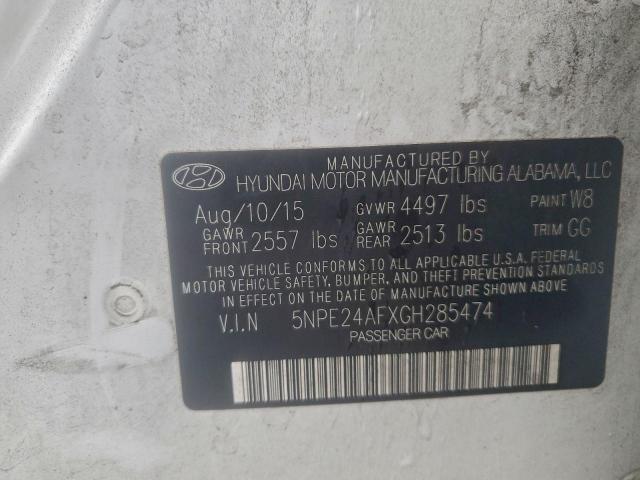 MANUFACTURED BY
HYUNDAI MOTOR MANUFACTURING ALABAMA, LLC
Aug/10/15 GVWR 4497 lbs PAINT W8
GAWR FRONT 2557 lbs GAWR REAR 2513 lbs TRIM GG
THIS VEHICLE CONFORMS TO ALL APPLICABLE U.S.A. FEDERAL
MOTOR VEHICLE SAFETY, BUMPER, AND THEFT PREVENTION STANDARDS
IN EFFECT ON THE DATE OF MANUFACTURE SHOWN ABOVE.
V.I.N 5NPE24AFXGH285474
PASSENGER CAR